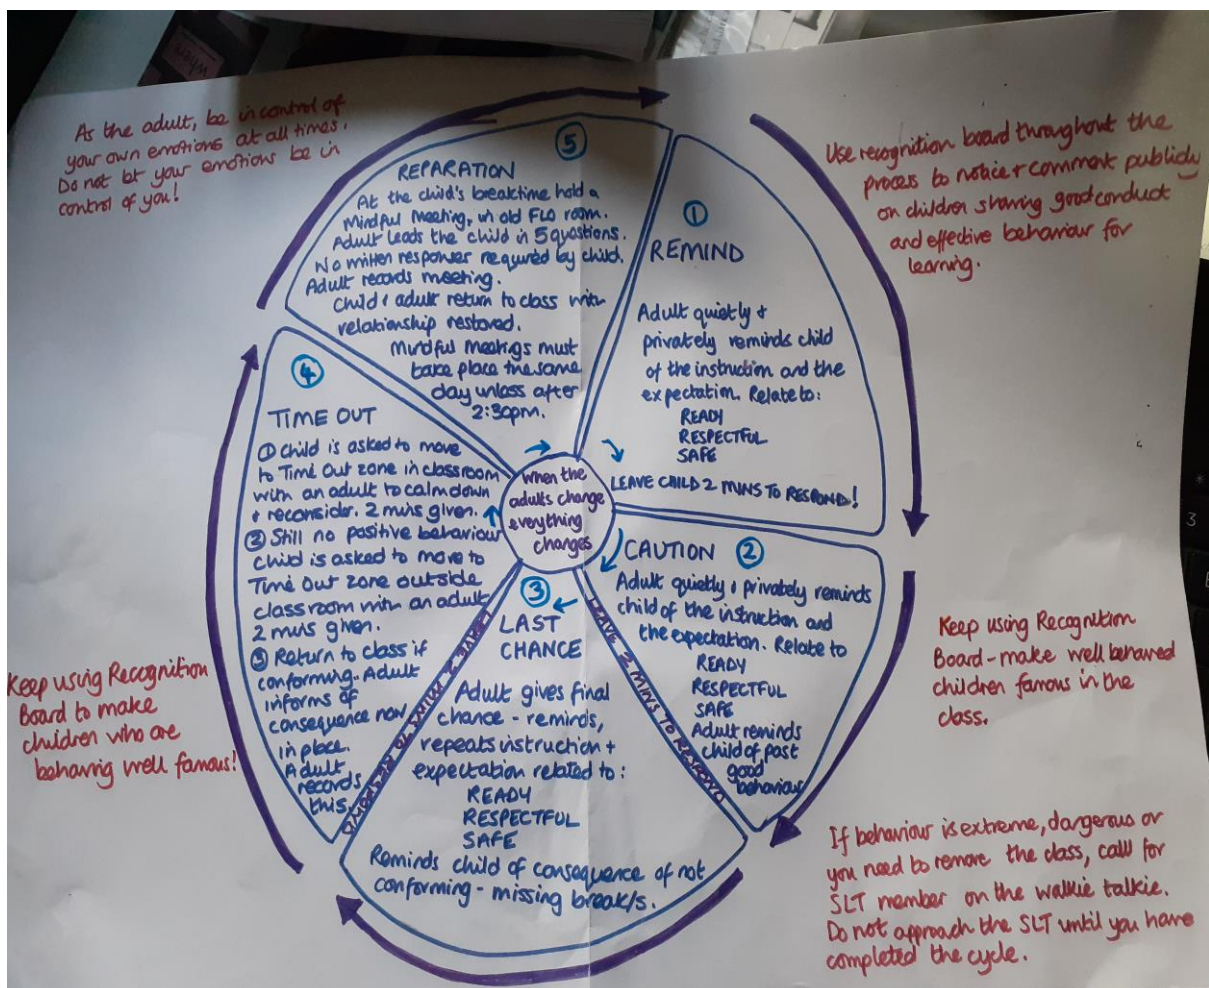 As the adult, be in control of
your own emotions at all times.
Do not let your emotions be in
control of you!
Use recognition board throughout the
process to notice + comment publicly
on children sharing good conduct
and effective behaviour for
learning.
5
REPARATION
At the child's breaktime hold a
Mindful Meeting, in old FLO room.
Adult leads the child in 5 questions.
No written responses required by child.
Adult records meeting.
Child & adult return to class with
relationship restored.
Mindful Meetings must
take place the same
day unless after
2:30pm.
1
REMIND
Adult quietly &
privately reminds child
of the instruction and the
expectation. Relate to:
READY
RESPECTFUL
SAFE
LEAVE CHILD 2 MINS TO RESPOND!
When the
adults change
everything
changes
CAUTION 2
Adult quietly & privately reminds
child of the instruction and
the expectation. Relate to
READY
RESPECTFUL
SAFE
Adult reminds
child of past
good
behaviour
LEAVE 2 MINS TO RESPOND
3
LAST
CHANCE
Adult gives final
chance - reminds,
repeats instruction +
expectation related to:
READY
RESPECTFUL
SAFE
Reminds child of consequence of not
conforming - missing break/s.
LEAVE 2 MINS TO RESPOND
4
TIME OUT
1 Child is asked to move
to Time Out zone in classroom
with an adult to calm down
& reconsider. 2 mins given.
2 Still no positive behaviour
child is asked to move to
Time Out zone outside
classroom with an adult
2 mins given.
3 Return to class if
conforming. Adult
informs of
consequence now
in place.
Adult
records
this.
Keep using Recognition
Board - make well behaved
children famous in the
class.
If behaviour is extreme, dangerous or
you need to remove the class, call for
SLT member on the walkie talkie.
Do not approach the SLT until you have
completed the cycle.
Keep using Recognition
Board to make
children who are
behaving well famous!
3